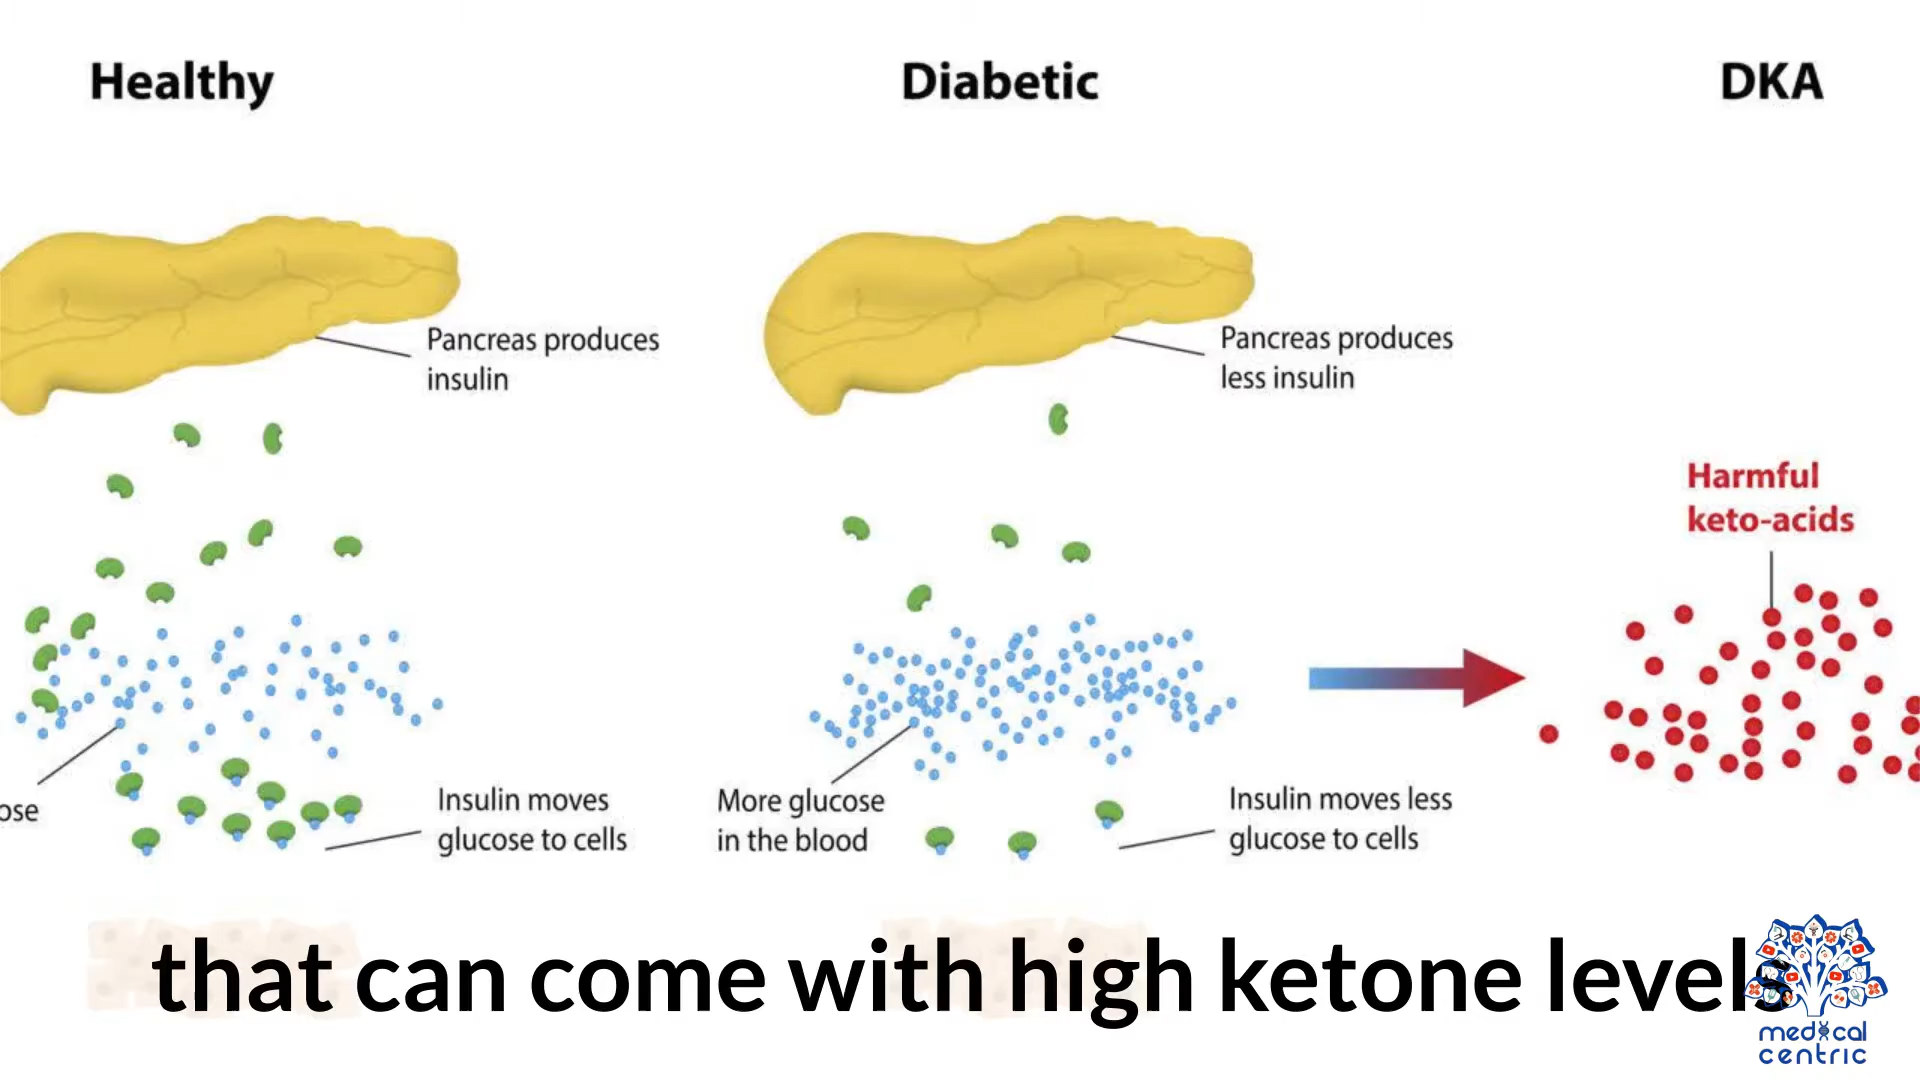 Healthy
Diabetic
DKA
Pancreas produces
insulin
Pancreas produces
less insulin
Harmful
keto-acids
ose
Insulin moves
glucose to cells
More glucose
in the blood
Insulin moves less
glucose to cells
that can come with high ketone levels
medical
centric